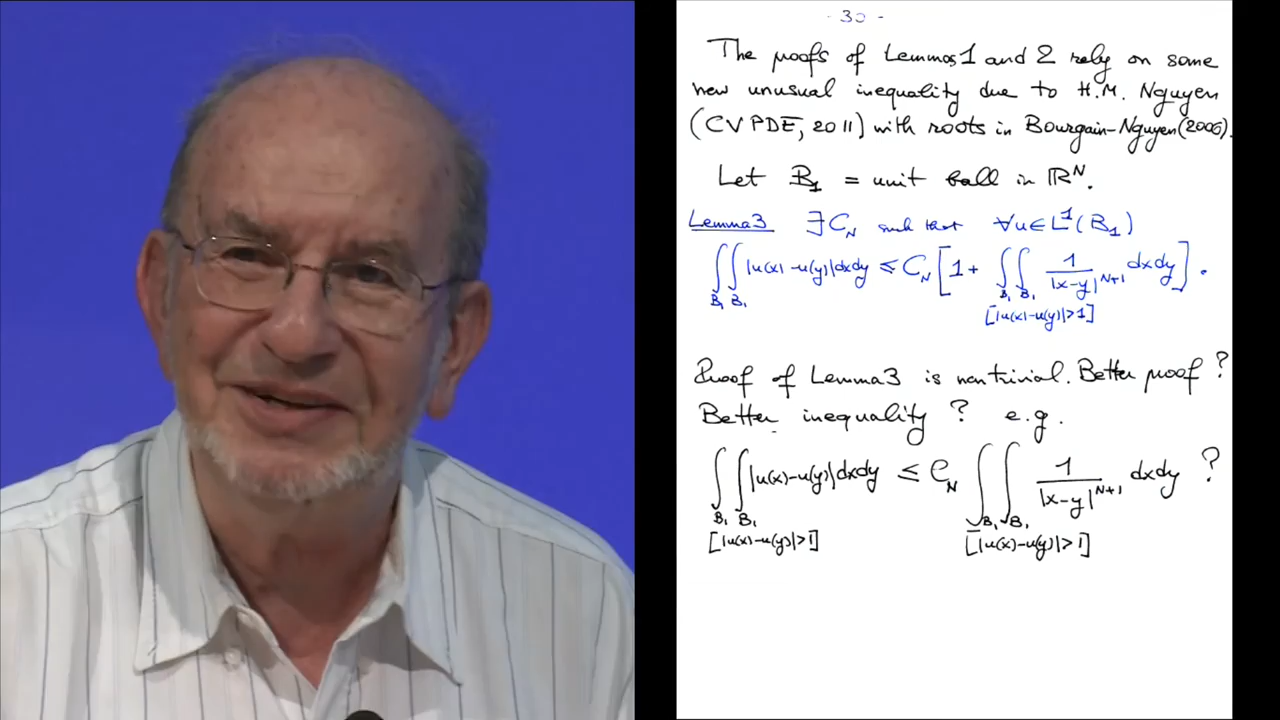 - 30 -
The proofs of Lemmas 1 and 2 rely on some
new unusual inequality due to H.M. Nguyen
(CVPDE, 2011) with roots in Bourgain-Nguyen (2006).
Let B₁ = unit ball in ℝᴺ.
Lemma 3 ∃ C_N such that ∀u∈L¹(B₁)
∫_{B₁}∫_{B₁} |u(x)-u(y)|dxdy ≤ C_N [1+ ∫_{B₁}∫_{B₁} 1/|x-y|^{N+1} dxdy].
[|u(x)-u(y)|>1]
Proof of Lemma 3 is nontrivial. Better proof ?
Better inequality ? e.g.
∫_{B₁}∫_{B₁} |u(x)-u(y)|dxdy ≤ C_N ∫_{B₁}∫_{B₁} 1/|x-y|^{N+1} dxdy ?
[|u(x)-u(y)|>1] [|u(x)-u(y)|>1]